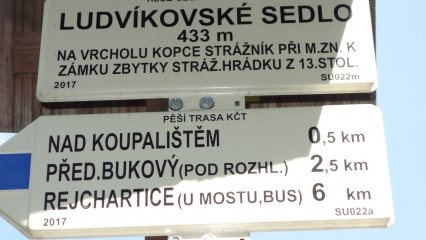 LUDVÍKOVSKÉ SEDLO
433 m
NA VRCHOLU KOPCE STRÁŽNÍK PŘI M.ZN. K
ZÁMKU ZBYTKY STRÁŽ.HRÁDKU Z 13.STOL.
2017 SU022m
PĚŠÍ TRASA KČT
NAD KOUPALIŠTĚM 0,5 km
PŘED.BUKOVÝ (POD ROZHL.) 2,5 km
REJCHARTICE (U MOSTU,BUS) 6 km
2017 SU022a